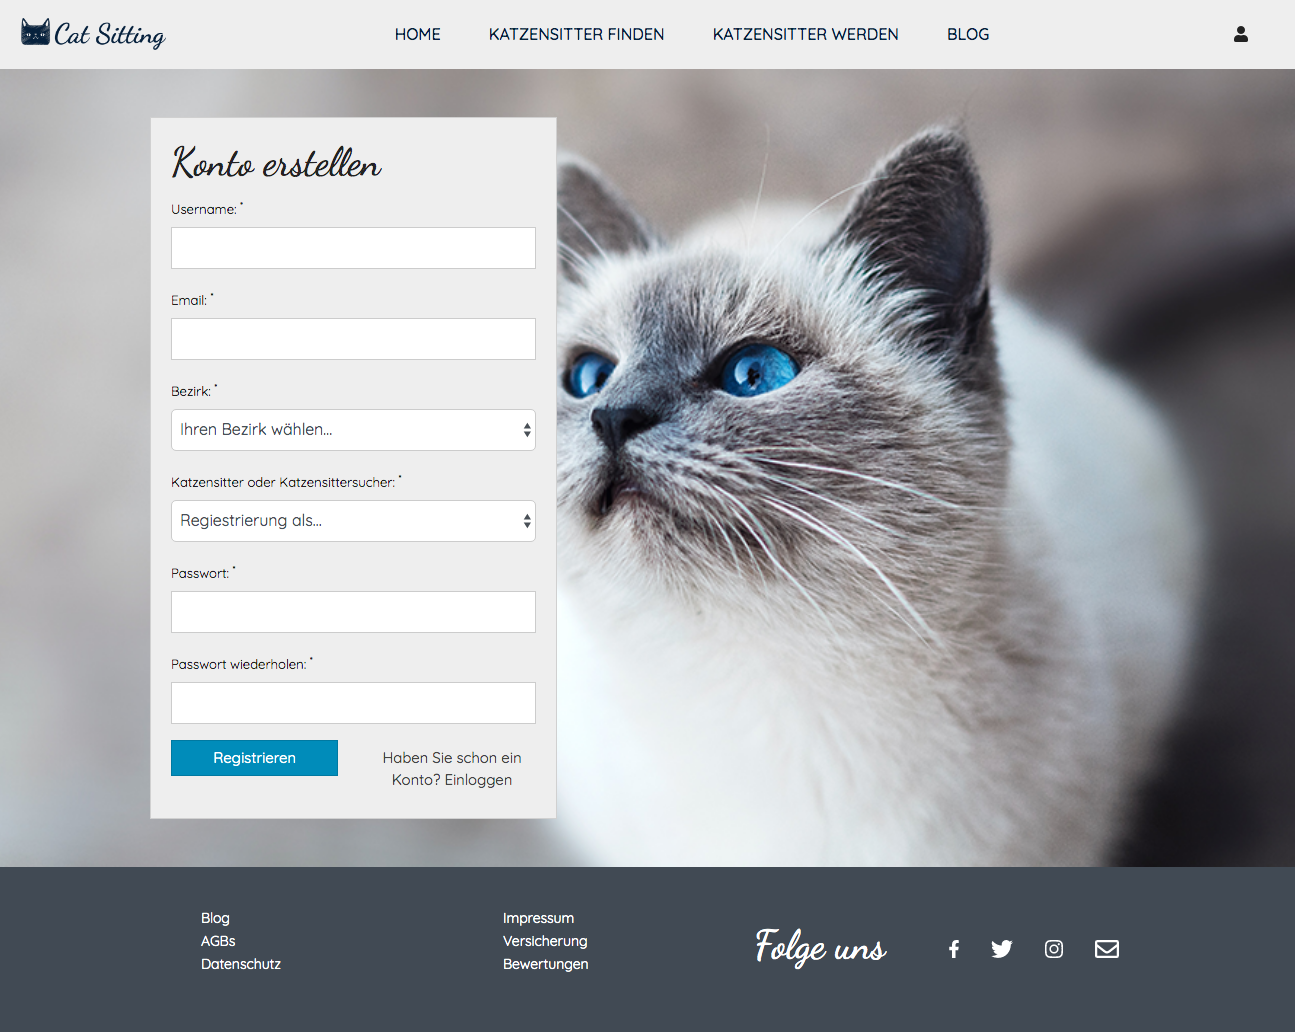 Cat Sitting
HOME
KATZENSITTER FINDEN
KATZENSITTER WERDEN
BLOG
Konto erstellen
Username: *
Email: *
Bezirk: *
Ihren Bezirk wählen...
Katzensitter oder Katzensittersucher: *
Regiestrierung als...
Passwort: *
Passwort wiederholen: *
Registrieren
Haben Sie schon ein
Konto? Einloggen
Blog
AGBs
Datenschutz
Impressum
Versicherung
Bewertungen
Folge uns